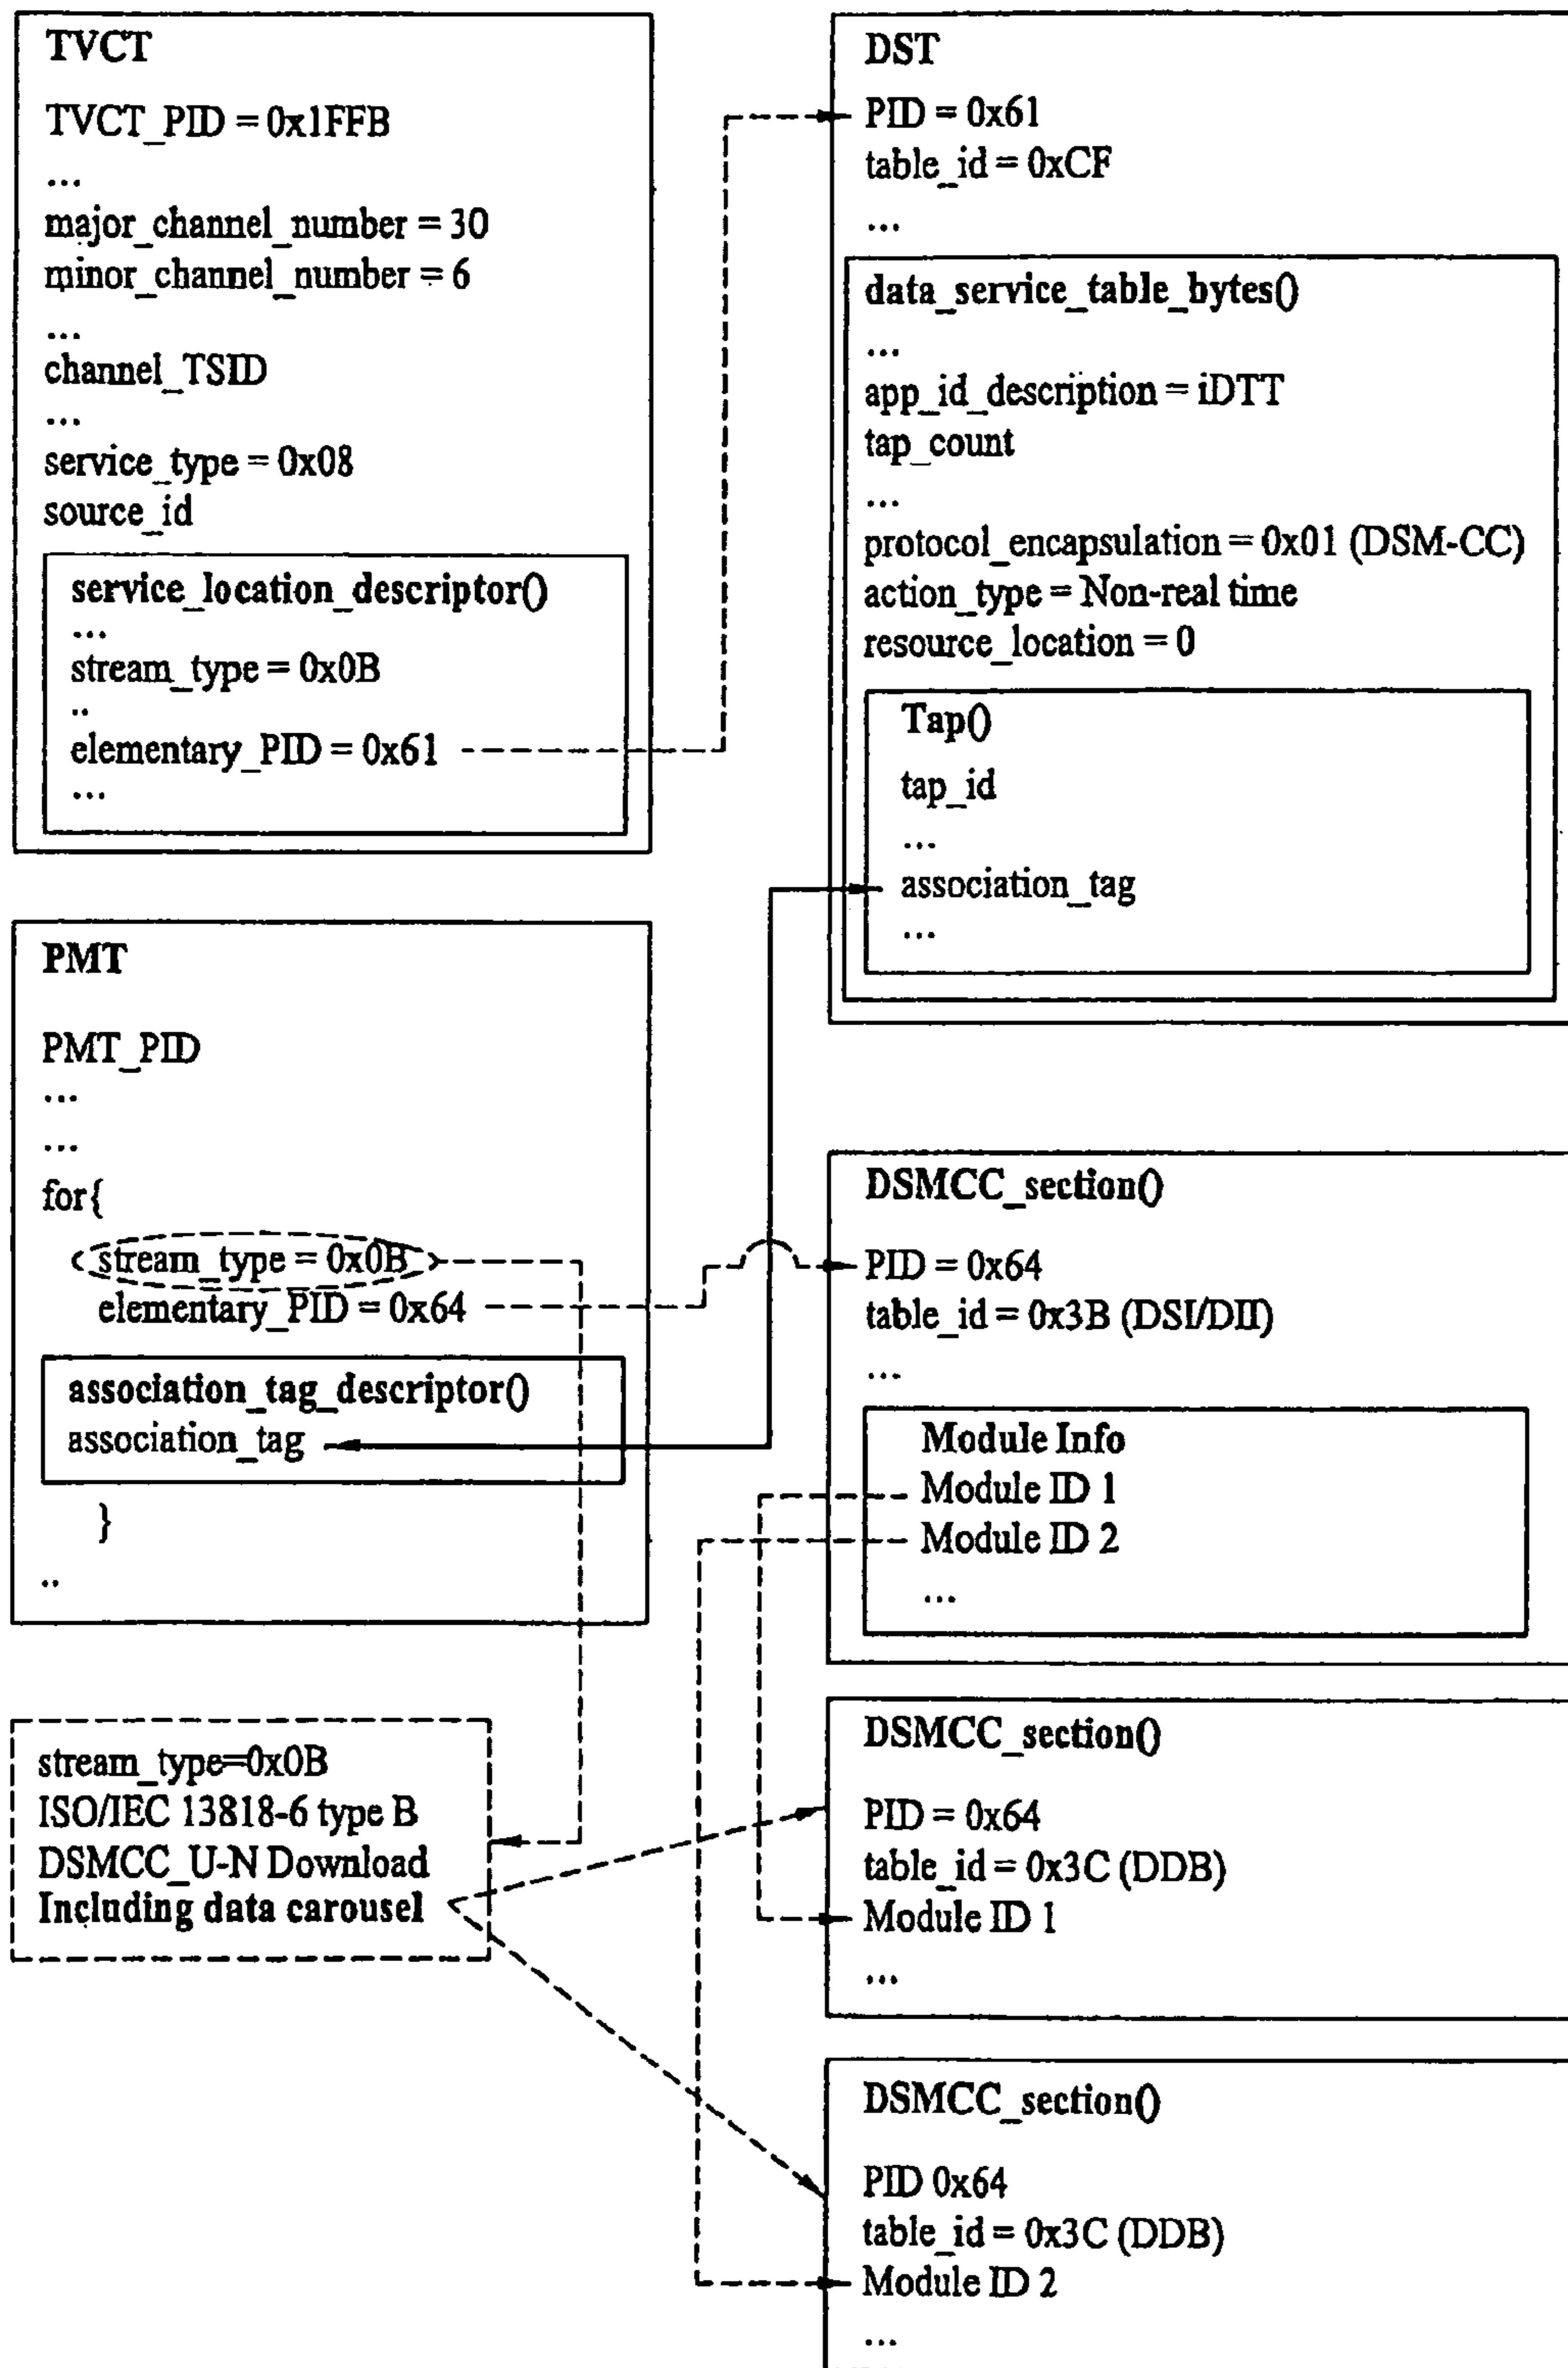 TVCT
TVCT_PID = 0x1FFB
...
major_channel_number = 30
minor_channel_number = 6
...
channel_TSID
...
service_type = 0x08
source_id
service_location_descriptor()
...
stream_type = 0x0B
..
elementary_PID = 0x61
...
DST
PID = 0x61
table_id = 0xCF
...
data_service_table_bytes()
...
app_id_description = iDTT
tap_count
...
protocol_encapsulation = 0x01 (DSM-CC)
action_type = Non-real time
resource_location = 0
Tap()
tap_id
...
association_tag
...
PMT
PMT_PID
...
...
for{
stream_type = 0x0B
elementary_PID = 0x64
association_tag_descriptor()
association_tag
}
..
DSMCC_section()
PID = 0x64
table_id = 0x3B (DSI/DII)
...
Module Info
Module ID 1
Module ID 2
...
stream_type=0x0B
ISO/IEC 13818-6 type B
DSMCC_U-N Download
Including data carousel
DSMCC_section()
PID = 0x64
table_id = 0x3C (DDB)
Module ID 1
...
DSMCC_section()
PID 0x64
table_id = 0x3C (DDB)
Module ID 2
...